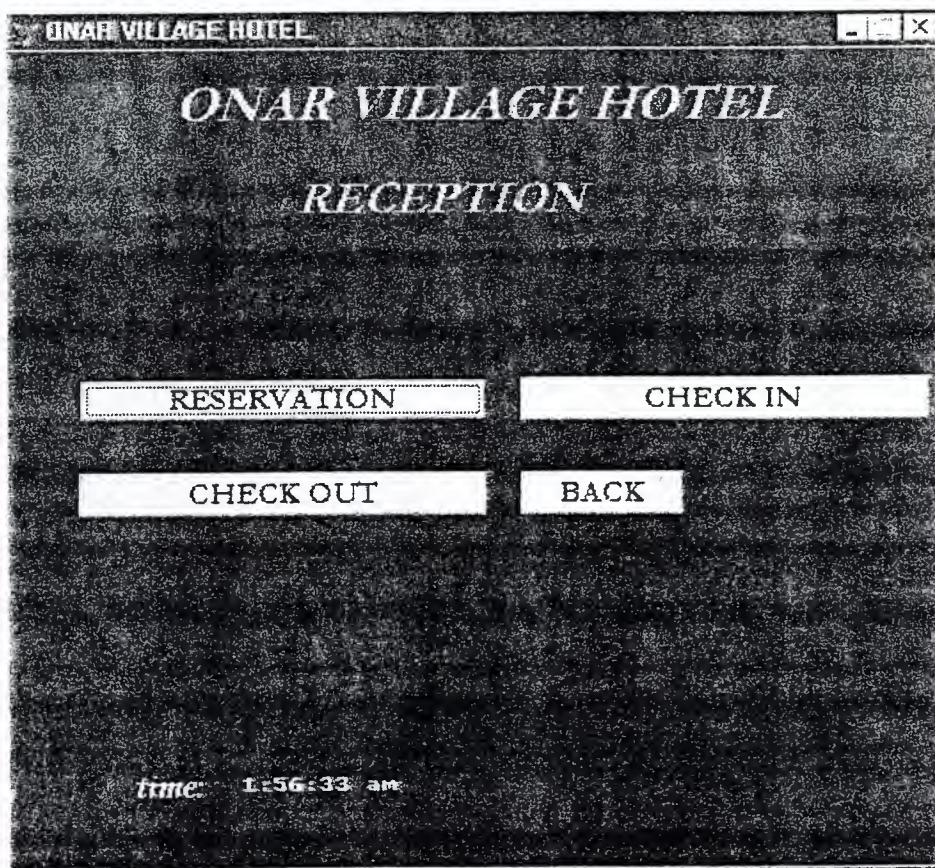 ONAR VILLAGE HOTEL
ONAR VILLAGE HOTEL
RECEPTION
RESERVATION
CHECK IN
CHECK OUT
BACK
time: 1:56:33 am